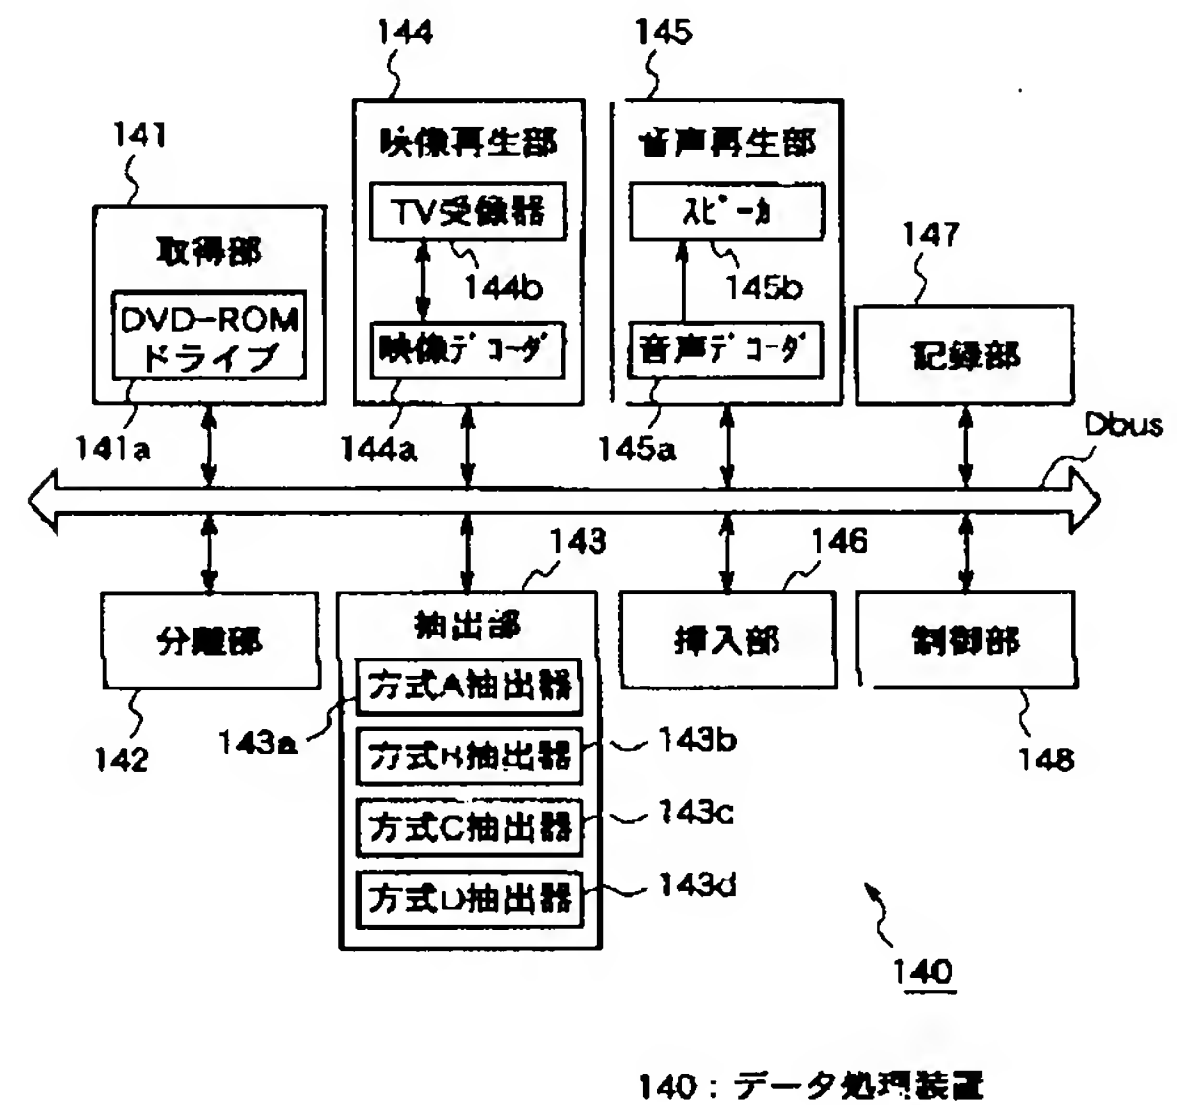 144
145
映像再生部
音声再生部
141
TV受像器
スピーカ
147
取得部
144b
145b
DVD-ROM
ドライブ
映像デコーダ
音声デコーダ
記録部
141a
144a
145a
Dbus
143
146
分離部
抽出部
挿入部
制御部
方式A抽出器
142
143a
方式B抽出器
143b
148
方式C抽出器
143c
方式D抽出器
143d
140
140：データ処理装置